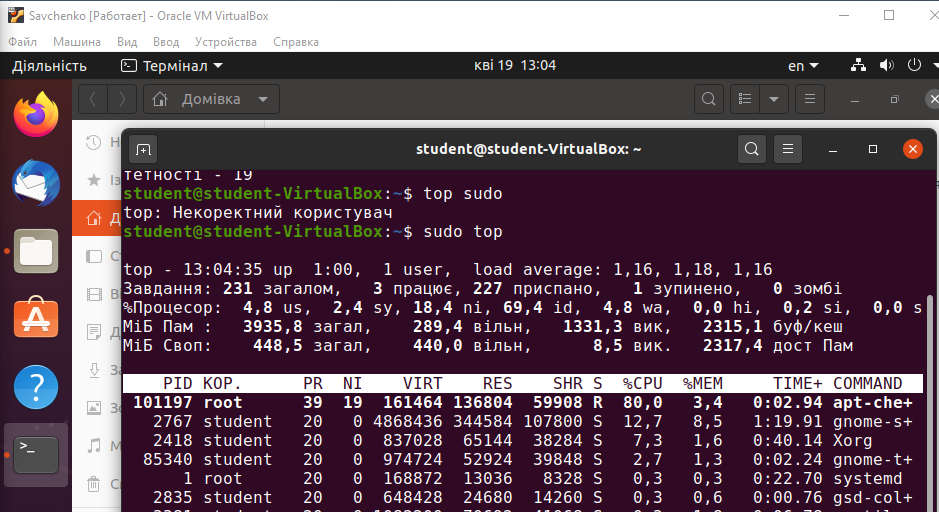 Savchenko [Работает] - Oracle VM VirtualBox
Файл Машина Вид Ввод Устройства Справка
Діяльність Термінал кві 19 13:04 en
Домівка
student@student-VirtualBox: ~
тетності - 19
student@student-VirtualBox:~$ top sudo
top: Некоректний користувач
student@student-VirtualBox:~$ sudo top
top - 13:04:35 up 1:00, 1 user, load average: 1,16, 1,18, 1,16
Завдання: 231 загалом, 3 працює, 227 приспано, 1 зупинено, 0 зомбі
%Процесор: 4,8 us, 2,4 sy, 18,4 ni, 69,4 id, 4,8 wa, 0,0 hi, 0,2 si, 0,0 s
МіБ Пам : 3935,8 загал, 289,4 вільн, 1331,3 вик, 2315,1 буф/кеш
МіБ Своп: 448,5 загал, 440,0 вільн, 8,5 вик. 2317,4 дост Пам
PID КОР. PR NI VIRT RES SHR S %CPU %MEM TIME+ COMMAND
101197 root 39 19 161464 136804 59908 R 80,0 3,4 0:02.94 apt-che+
2767 student 20 0 4868436 344584 107800 S 12,7 8,5 1:19.91 gnome-s+
2418 student 20 0 837028 65144 38284 S 7,3 1,6 0:40.14 Xorg
85340 student 20 0 974724 52924 39848 S 2,7 1,3 0:02.24 gnome-t+
1 root 20 0 168872 13036 8328 S 0,3 0,3 0:22.70 systemd
2835 student 20 0 648428 24680 14260 S 0,3 0,6 0:00.76 gsd-col+